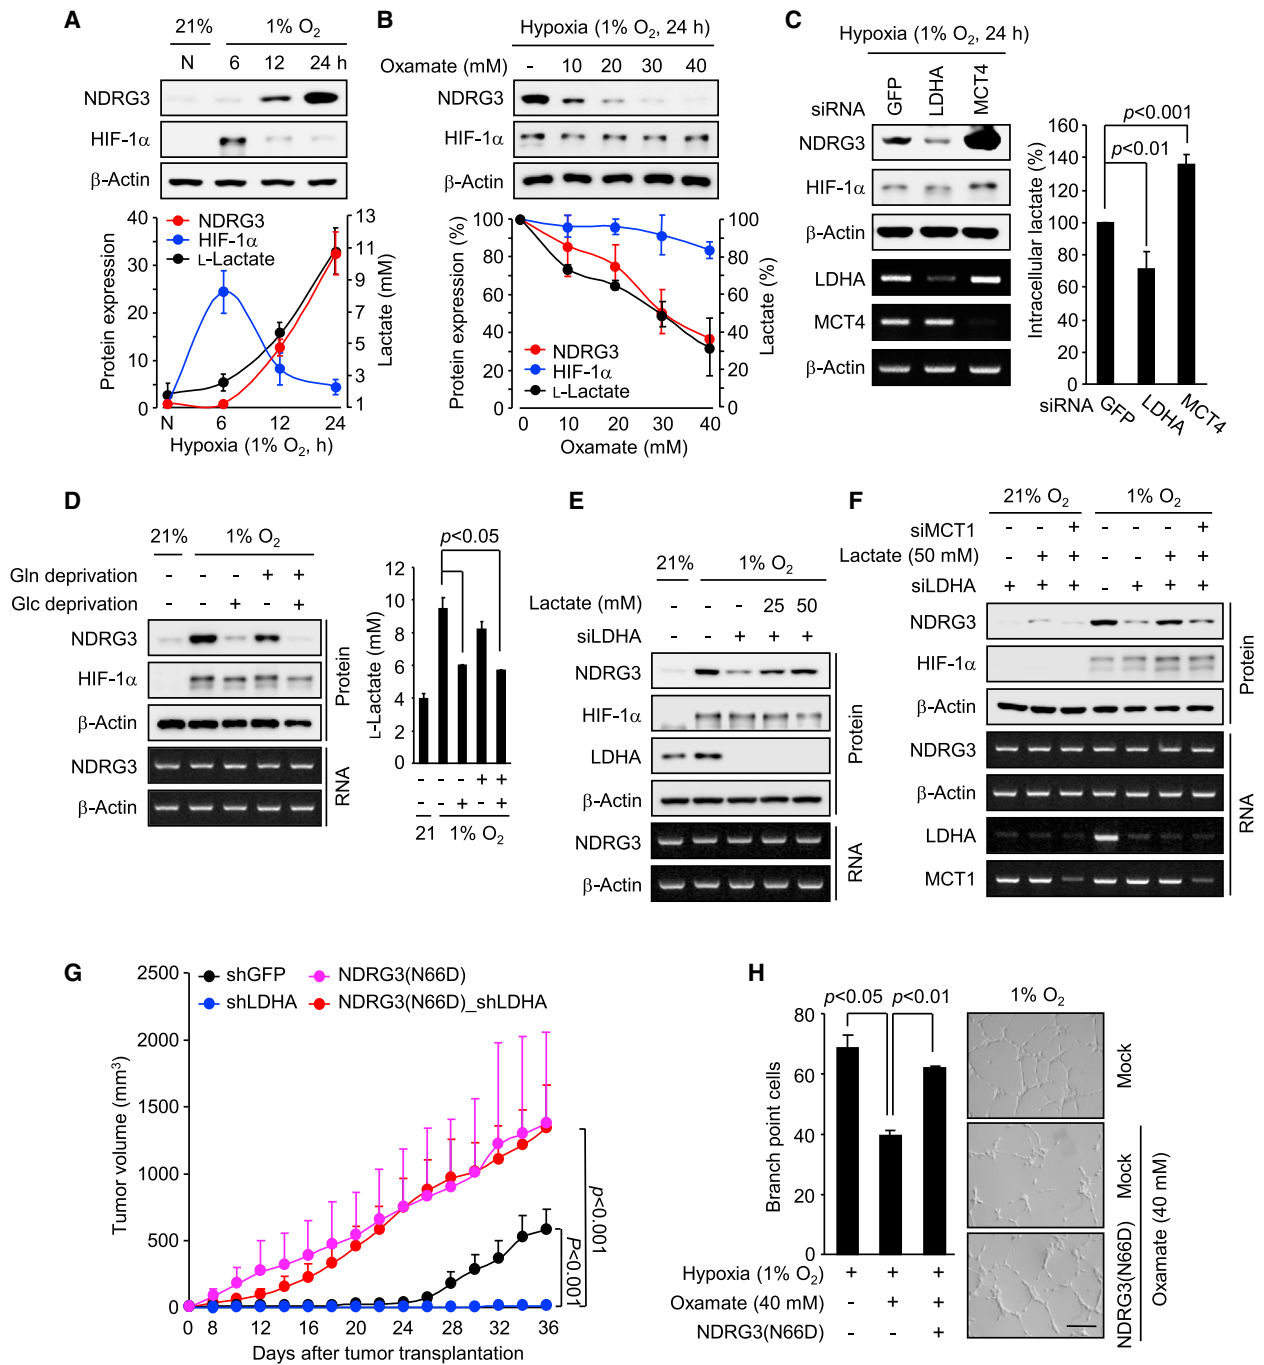 A
21% 1% O2
N 6 12 24 h
NDRG3
HIF-1α
β-Actin
NDRG3
HIF-1α
L-Lactate
Protein expression
40
30
20
10
0
Lactate (mM)
13
11
9
7
5
3
1
N 6 12 24
Hypoxia (1% O2, h)
B
Hypoxia (1% O2, 24 h)
Oxamate (mM) - 10 20 30 40
NDRG3
HIF-1α
β-Actin
Protein expression (%)
100
80
60
40
20
0
Lactate (%)
100
80
60
40
20
0
NDRG3
HIF-1α
L-Lactate
0 10 20 30 40
Oxamate (mM)
C
Hypoxia (1% O2, 24 h)
siRNA GFP LDHA MCT4
NDRG3
HIF-1α
β-Actin
LDHA
MCT4
β-Actin
Intracellular lactate (%)
160
140
120
100
80
60
40
20
0
p<0.001
p<0.01
siRNA GFP LDHA MCT4
D
21% 1% O2
Gln deprivation - - - + +
Glc deprivation - - + - +
NDRG3
HIF-1α
β-Actin
Protein
NDRG3
β-Actin
RNA
p<0.05
L-Lactate (mM)
12
10
8
6
4
2
0
- - - + +
- - + - +
21 1% O2
E
21% 1% O2
Lactate (mM) - - - 25 50
siLDHA - - + + +
NDRG3
HIF-1α
LDHA
β-Actin
Protein
NDRG3
β-Actin
RNA
F
21% O2 1% O2
siMCT1 - - + - - - +
Lactate (50 mM) - + + - - + +
siLDHA + + + - + + +
NDRG3
HIF-1α
β-Actin
Protein
NDRG3
β-Actin
LDHA
MCT1
RNA
G
shGFP NDRG3(N66D)
shLDHA NDRG3(N66D)_shLDHA
Tumor volume (mm3)
2500
2000
1500
1000
500
0
p<0.001
P<0.001
0 8 12 16 20 24 28 32 36
Days after tumor transplantation
H
p<0.05 p<0.01
Branch point cells
80
60
40
20
0
Hypoxia (1% O2) + + +
Oxamate (40 mM) - + +
NDRG3(N66D) - - +
1% O2
Mock
Mock
NDRG3(N66D)
Oxamate (40 mM)